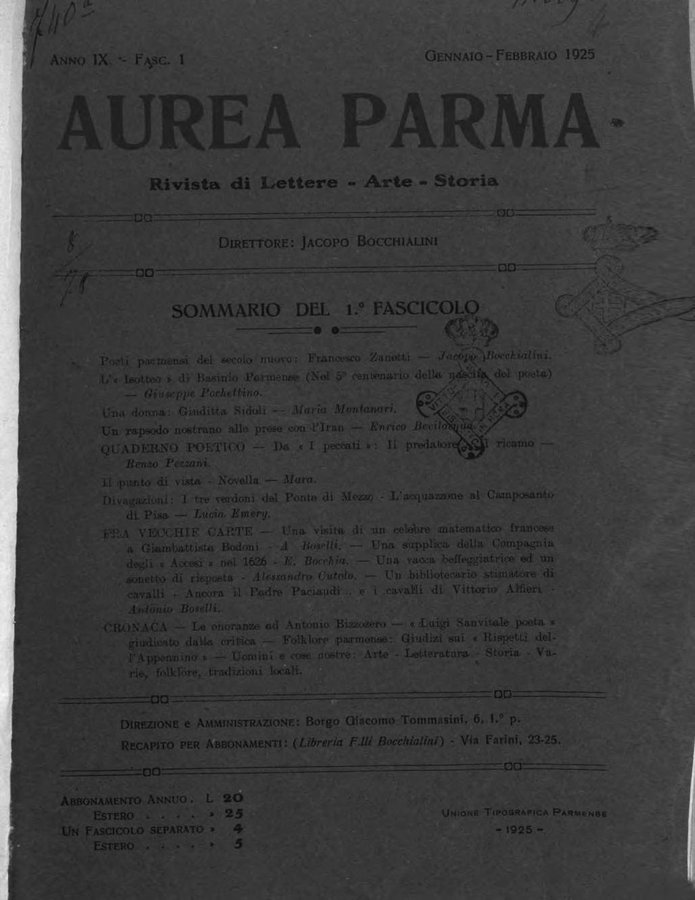 ANNO IX. - FASC. 1
GENNAIO - FEBBRAIO 1925
AUREA PARMA
Rivista di Lettere - Arte - Storia
DIRETTORE: JACOPO BOCCHIALINI
SOMMARIO DEL 1.º FASCICOLO
Poeti parmensi del secolo nuovo: Francesco Zanetti — Jacopo Bocchialini.
L'« Isotteo » di Basinio Parmense (Nel 5º centenario della nascita del poeta)
— Giuseppe Pochettino.
Una donna: Giuditta Sidoli — Maria Montanari.
Un rapsodo nostrano alle prese con l'Iran — Enrico Bevilacqua.
QUADERNO POETICO — Da « I peccati »: Il predatore - Il ricamo —
Renzo Pezzani.
Il punto di vista - Novella — Mara.
Divagazioni: I tre verdoni del Ponte di Mezzo - L'acquazzone al Camposanto
di Pisa — Lucia Emery.
FRA VECCHIE CARTE — Una visita di un celebre matematico francese
a Giambattista Bodoni - A. Boselli. — Una supplica della Compagnia
degli « Accesi » nel 1626 - E. Bocchia. — Una vacca beffeggiatrice ed un
sonetto di risposta - Alessandro Cutolo. — Un bibliotecario stimatore di
cavalli - Ancora il Padre Paciaudi.. e i cavalli di Vittorio Alfieri -
Antonio Boselli.
CRONACA — Le onoranze ad Antonio Bizzozero — « Luigi Sanvitale poeta »
giudicato dalla critica — Folklore parmense: Giudizi sui « Rispetti del-
l'Appennino » — Uomini e cose nostre: Arte - Letteratura - Storia - Va-
rie, folklore, tradizioni locali.
DIREZIONE e AMMINISTRAZIONE: Borgo Giacomo Tommasini, 6, 1.º p.
RECAPITO PER ABBONAMENTI: (Libreria F.lli Bocchialini) - Via Farini, 23-25.
ABBONAMENTO ANNUO . L 20
ESTERO . . . . . » 25
UN FASCICOLO SEPARATO » 4
ESTERO . . . . » 5
UNIONE TIPOGRAFICA PARMENSE
- 1925 -